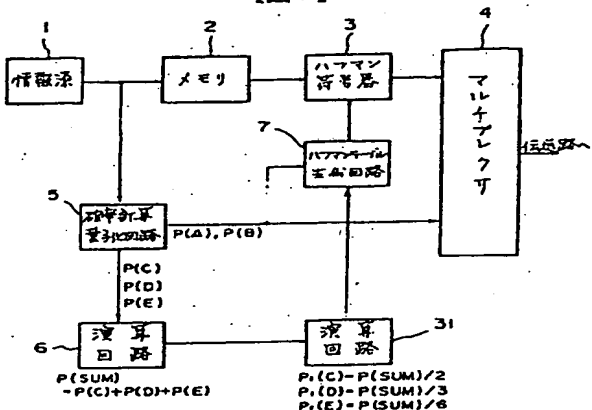 1
情報源
2
メモリ
3
ハフマン
符号器
4
マルチプレクサ
伝送路へ
7
ハフマンテーブル
生成回路
5
確率計算
量子化回路
P(A), P(B)
P(C)
P(D)
P(E)
6
演算
回路
31
演算
回路
P(SUM)
-P(C)+P(D)+P(E)
P₁(C)-P(SUM)/2
P₁(D)-P(SUM)/3
P₁(E)-P(SUM)/6